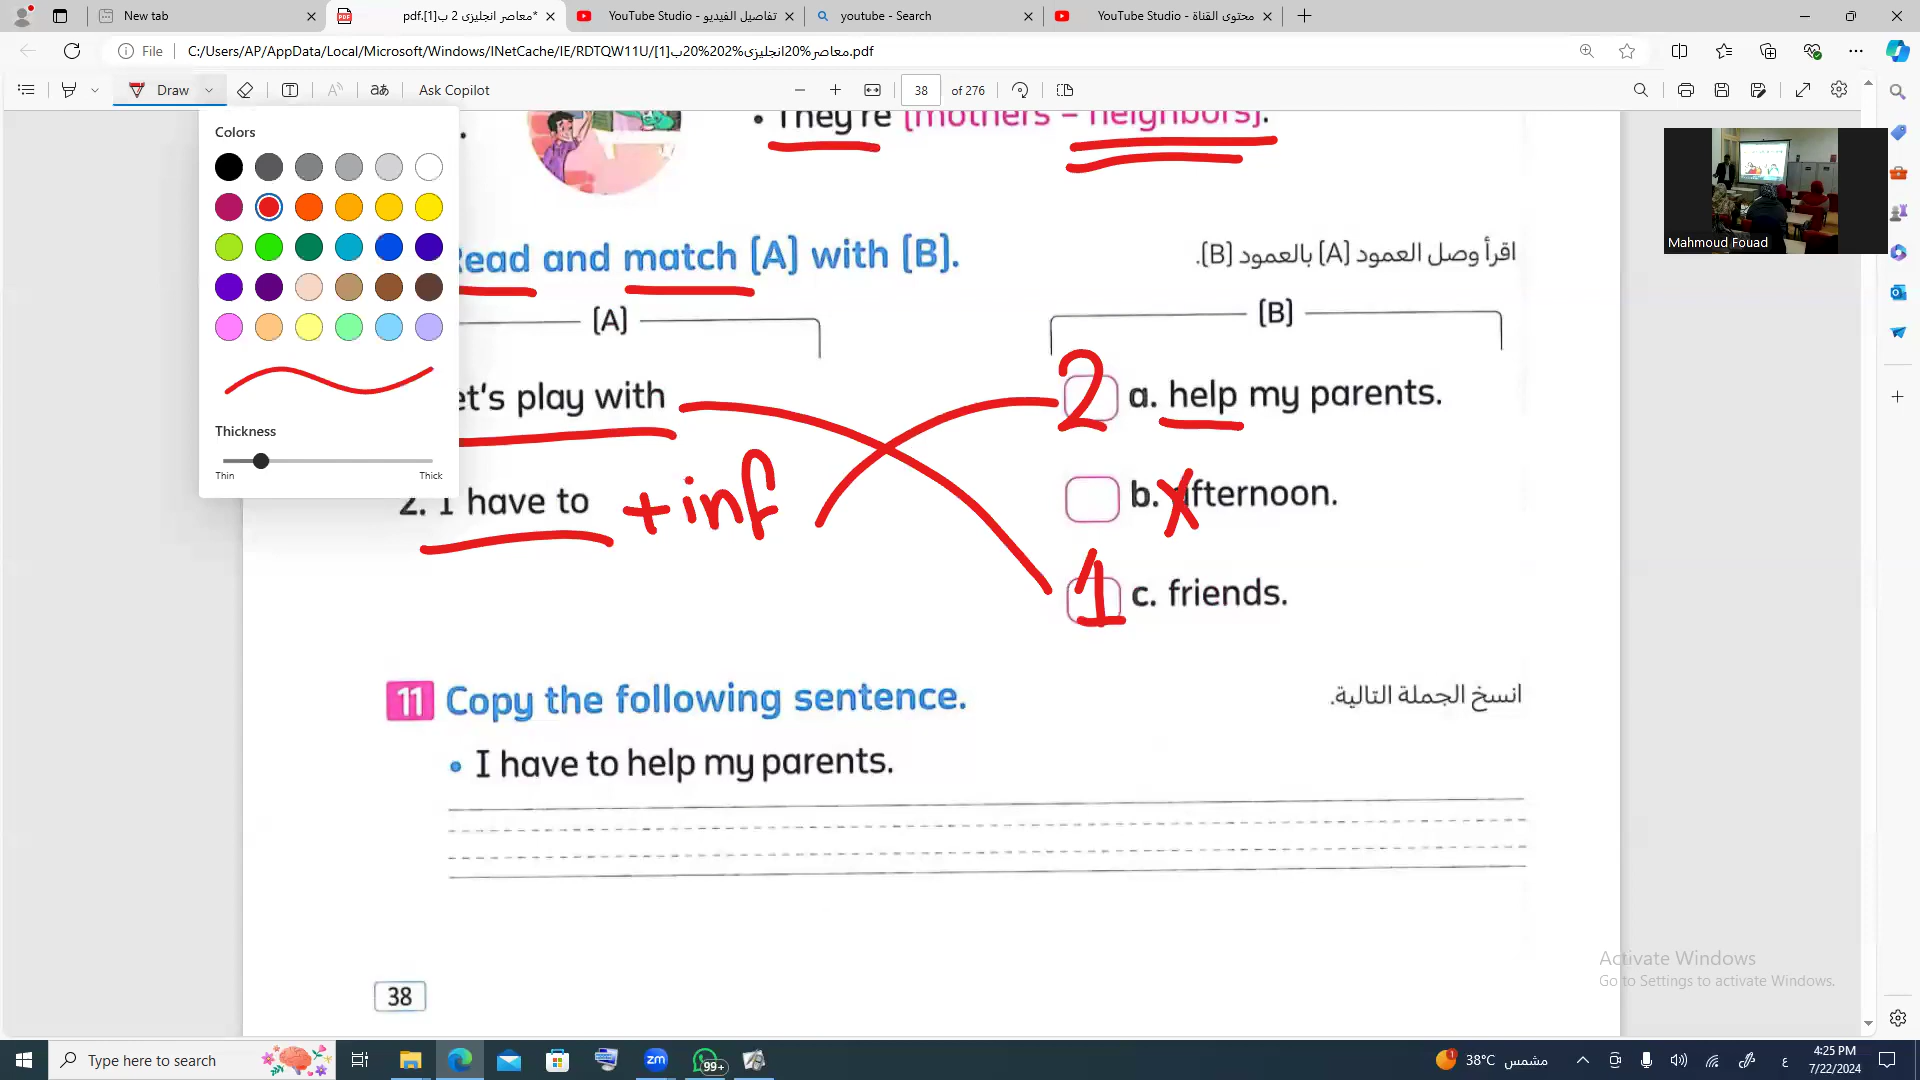 New tab
معاصر انجليزى 2 ب[1].pdf*
YouTube Studio - تفاصيل الفيديو
youtube - Search
YouTube Studio - محتوى القناة
File
C:/Users/AP/AppData/Local/Microsoft/Windows/INetCache/IE/RDTQW11U/معاصر%20انجليزى%202%20ب[1].pdf
Draw
Ask Copilot
38 of 276
Colors
Thickness
Thin
Thick
• They're (mothers – neighbors).
Mahmoud Fouad
Read and match (A) with (B).
اقرأ وصل العمود (A) بالعمود (B).
(A)
(B)
et's play with
2 a. help my parents.
2. I have to + inf
b. x fternoon.
1 c. friends.
11 Copy the following sentence.
انسخ الجملة التالية.
• I have to help my parents.
38
Activate Windows
Go to Settings to activate Windows.
Type here to search
zm
99+
1
38°C مشمس
ع
4:25 PM
7/22/2024